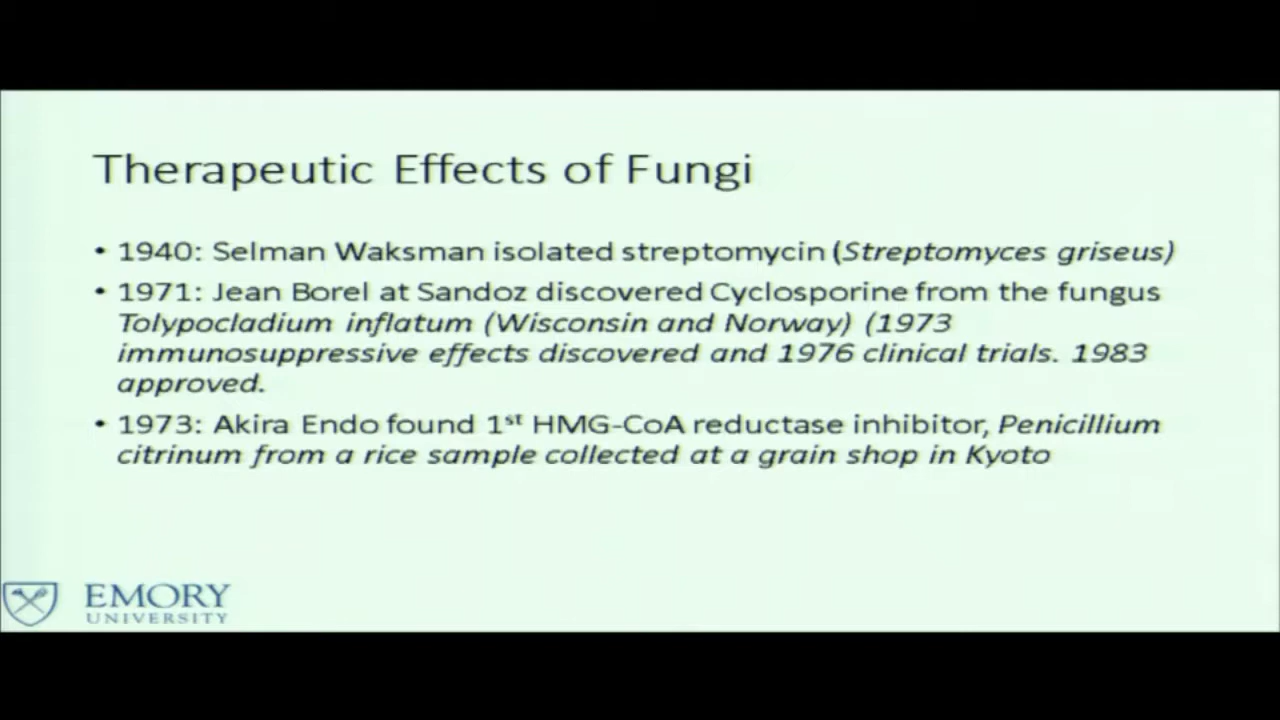 Therapeutic Effects of Fungi
• 1940: Selman Waksman isolated streptomycin (Streptomyces griseus)
• 1971: Jean Borel at Sandoz discovered Cyclosporine from the fungus
Tolypocladium inflatum (Wisconsin and Norway) (1973
immunosuppressive effects discovered and 1976 clinical trials. 1983
approved.
• 1973: Akira Endo found 1st HMG-CoA reductase inhibitor, Penicillium
citrinum from a rice sample collected at a grain shop in Kyoto
EMORY
UNIVERSITY